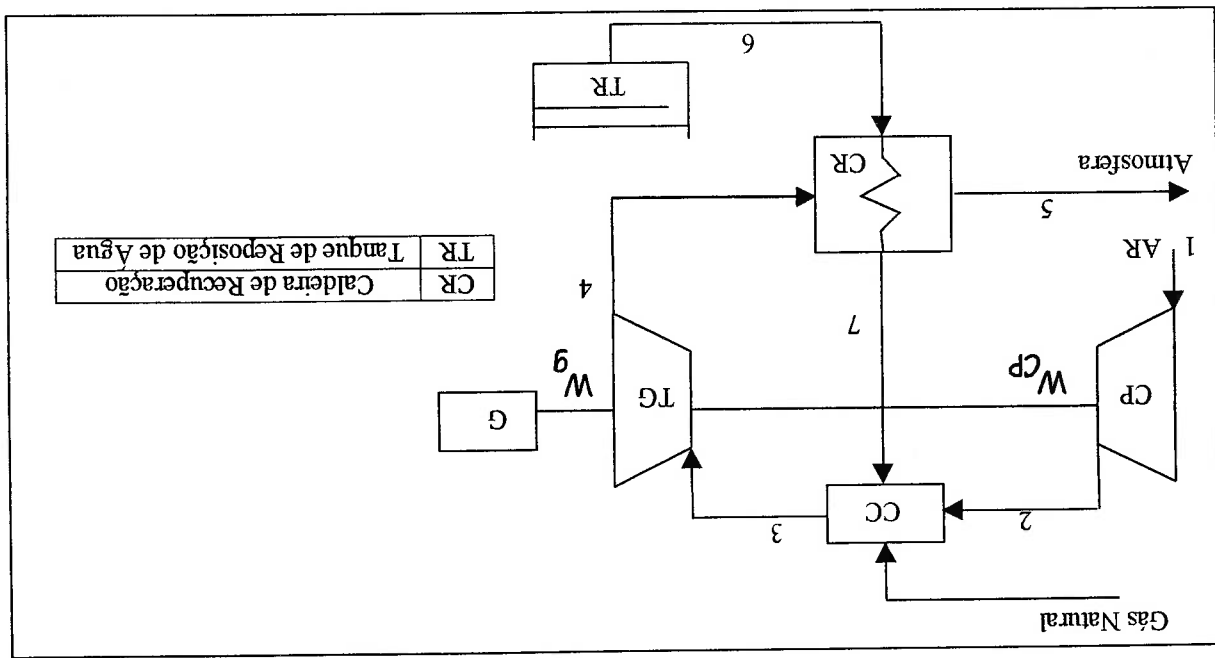 Gás Natural
2
CC
3
CP
W_CP
TG
W_g
G
7
4
1 AR
CR Caldeira de Recuperação
TR Tanque de Reposição de Água
5
Atmosfera
CR
TR
6